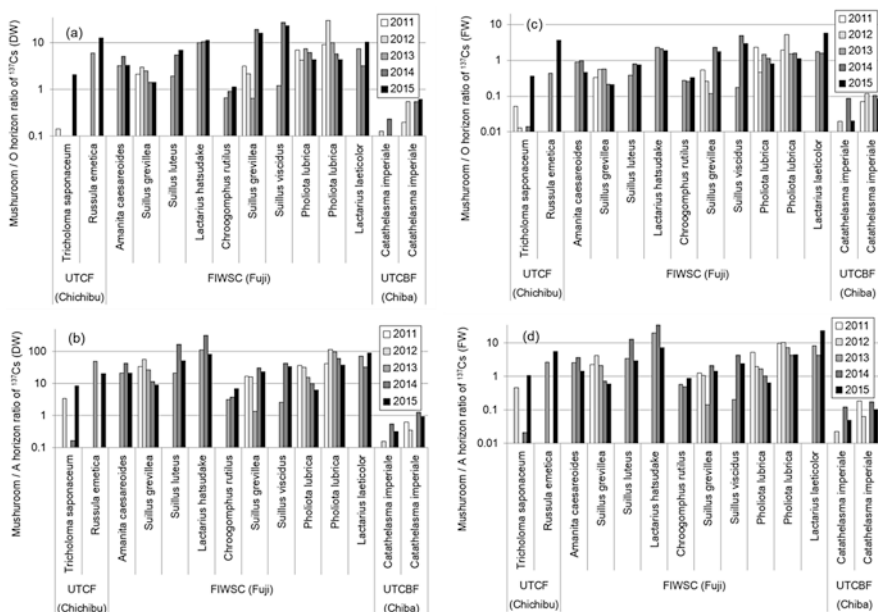 (a)
Mushuroom / O horizon ratio of ¹³⁷Cs (DW)
10
1
0.1
2011
2012
2013
2014
2015
Tricholoma saponaceum
Russula emetica
Amanita caesareoides
Suillus grevillea
Suillus luteus
Lactarius hatsudake
Chroogomphus rutilus
Suillus grevillea
Suillus viscidus
Pholiota lubrica
Pholiota lubrica
Lactarius laeticolor
Catathelasma imperiale
Catathelasma imperiale
UTCF
(Chichibu)
FIWSC (Fuji)
UTCBF
(Chiba)
(c)
Mushuroom / O horizon ratio of ¹³⁷Cs (FW)
10
1
0.1
0.01
2011
2012
2013
2014
2015
Tricholoma saponaceum
Russula emetica
Amanita caesareoides
Suillus grevillea
Suillus luteus
Lactarius hatsudake
Chroogomphus rutilus
Suillus grevillea
Suillus viscidus
Pholiota lubrica
Pholiota lubrica
Lactarius laeticolor
Catathelasma imperiale
Catathelasma imperiale
UTCF
(Chichibu)
FIWSC (Fuji)
UTCBF
(Chiba)
(b)
Mushuroom / A horizon ratio of ¹³⁷Cs (DW)
100
10
1
0.1
2011
2012
2013
2014
2015
Tricholoma saponaceum
Russula emetica
Amanita caesareoides
Suillus grevillea
Suillus luteus
Lactarius hatsudake
Chroogomphus rutilus
Suillus grevillea
Suillus viscidus
Pholiota lubrica
Pholiota lubrica
Lactarius laeticolor
Catathelasma imperiale
Catathelasma imperiale
UTCF
(Chichibu)
FIWSC (Fuji)
UTCBF
(Chiba)
(d)
Mushuroom / A horizon ratio of ¹³⁷Cs (FW)
10
1
0.1
0.01
2011
2012
2013
2014
2015
Tricholoma saponaceum
Russula emetica
Amanita caesareoides
Suillus grevillea
Suillus luteus
Lactarius hatsudake
Chroogomphus rutilus
Suillus grevillea
Suillus viscidus
Pholiota lubrica
Pholiota lubrica
Lactarius laeticolor
Catathelasma imperiale
Catathelasma imperiale
UTCF
(Chichibu)
FIWSC (Fuji)
UTCBF
(Chiba)